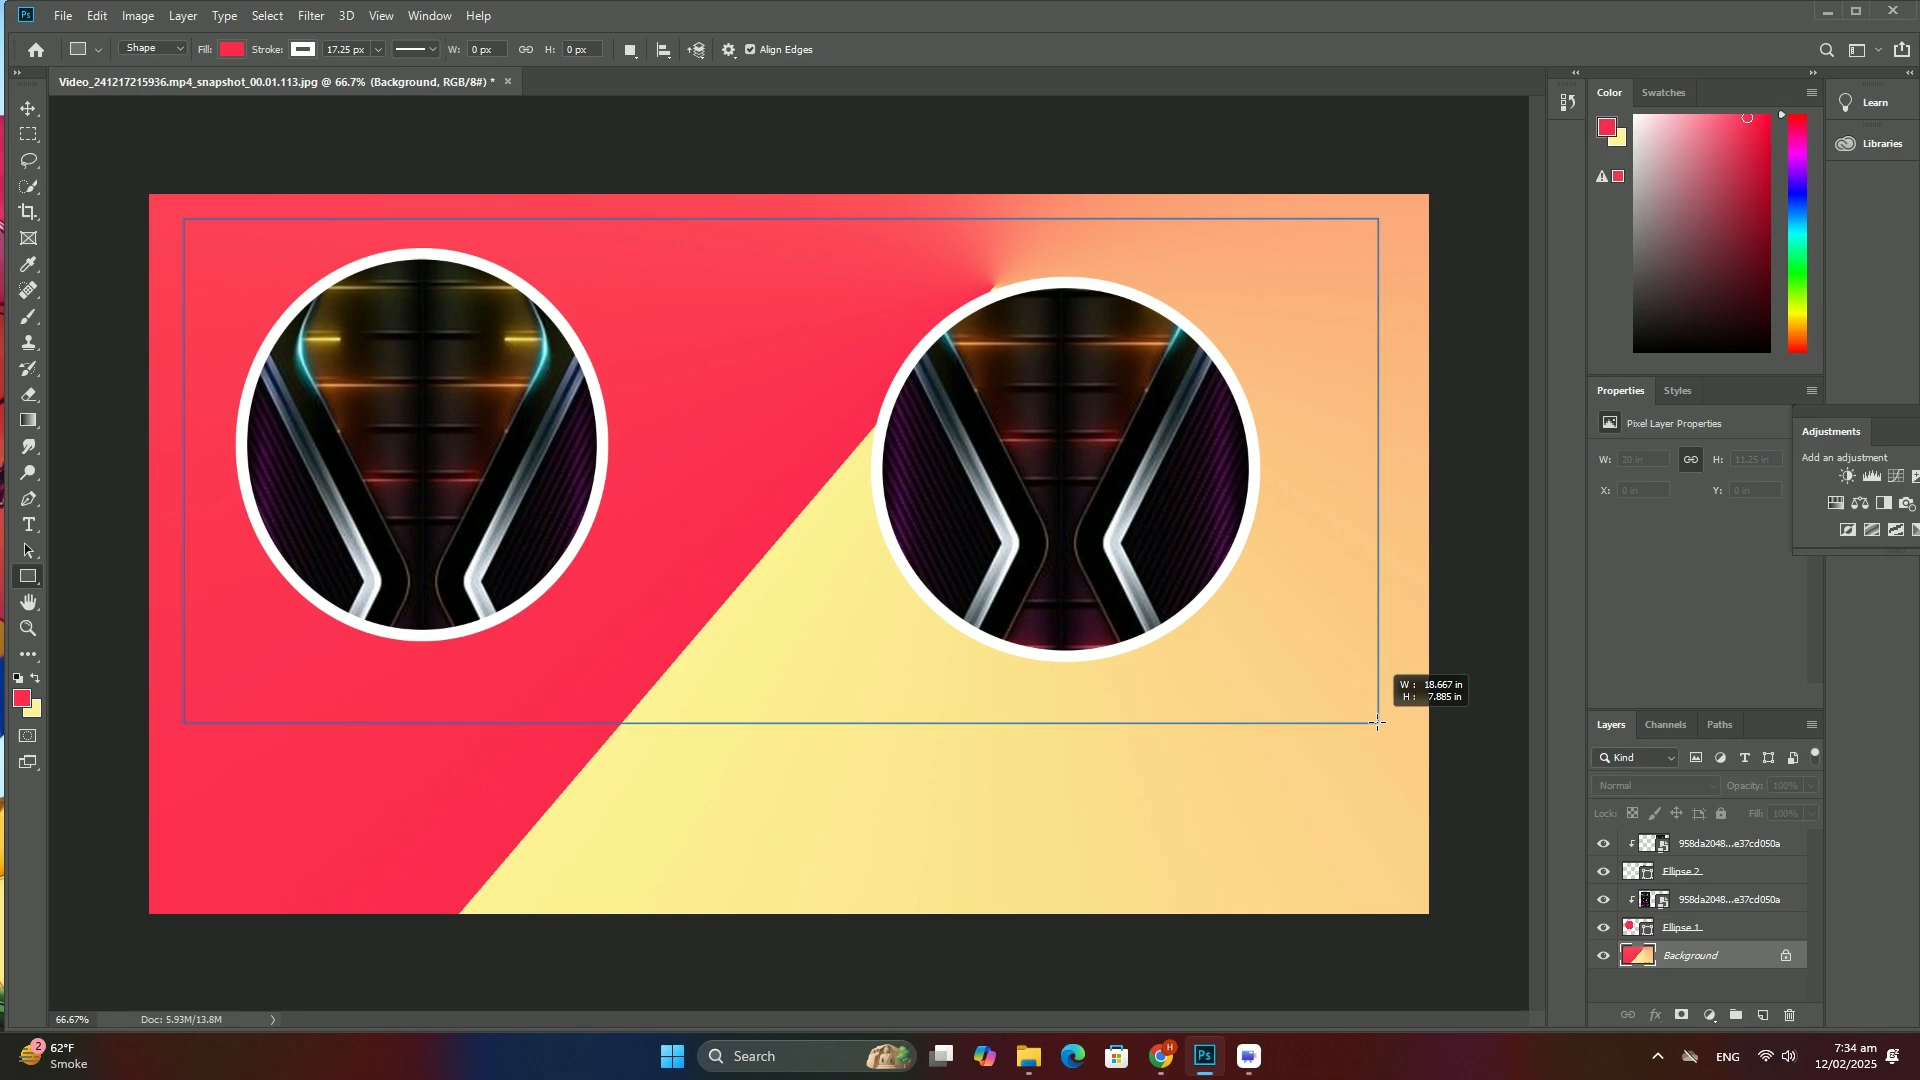 Ps File Edit Image Layer Type Select Filter 3D View Window Help
Shape Fill: Stroke: 17.25 px W: 0 px H: 0 px Align Edges
Video_241217215936.mp4_snapshot_00.01.113.jpg @ 66.7% (Background, RGB/8#) *
Color Swatches
Learn
Libraries
Properties Styles
Pixel Layer Properties
W: 20 in H: 11.25 in
X: 0 in Y: 0 in
Adjustments
Add an adjustment
W : 18.667 in
H : 7.885 in
Layers Channels Paths
Kind
Normal Opacity: 100%
Lock: Fill: 100%
958da2048...e37cd050a
Ellipse 2
958da2048...e37cd050a
Ellipse 1
Background
66.67% Doc: 5.93M/13.8M
2
62°F
Smoke
Search
H
Ps
ENG
7:34 am
12/02/2025